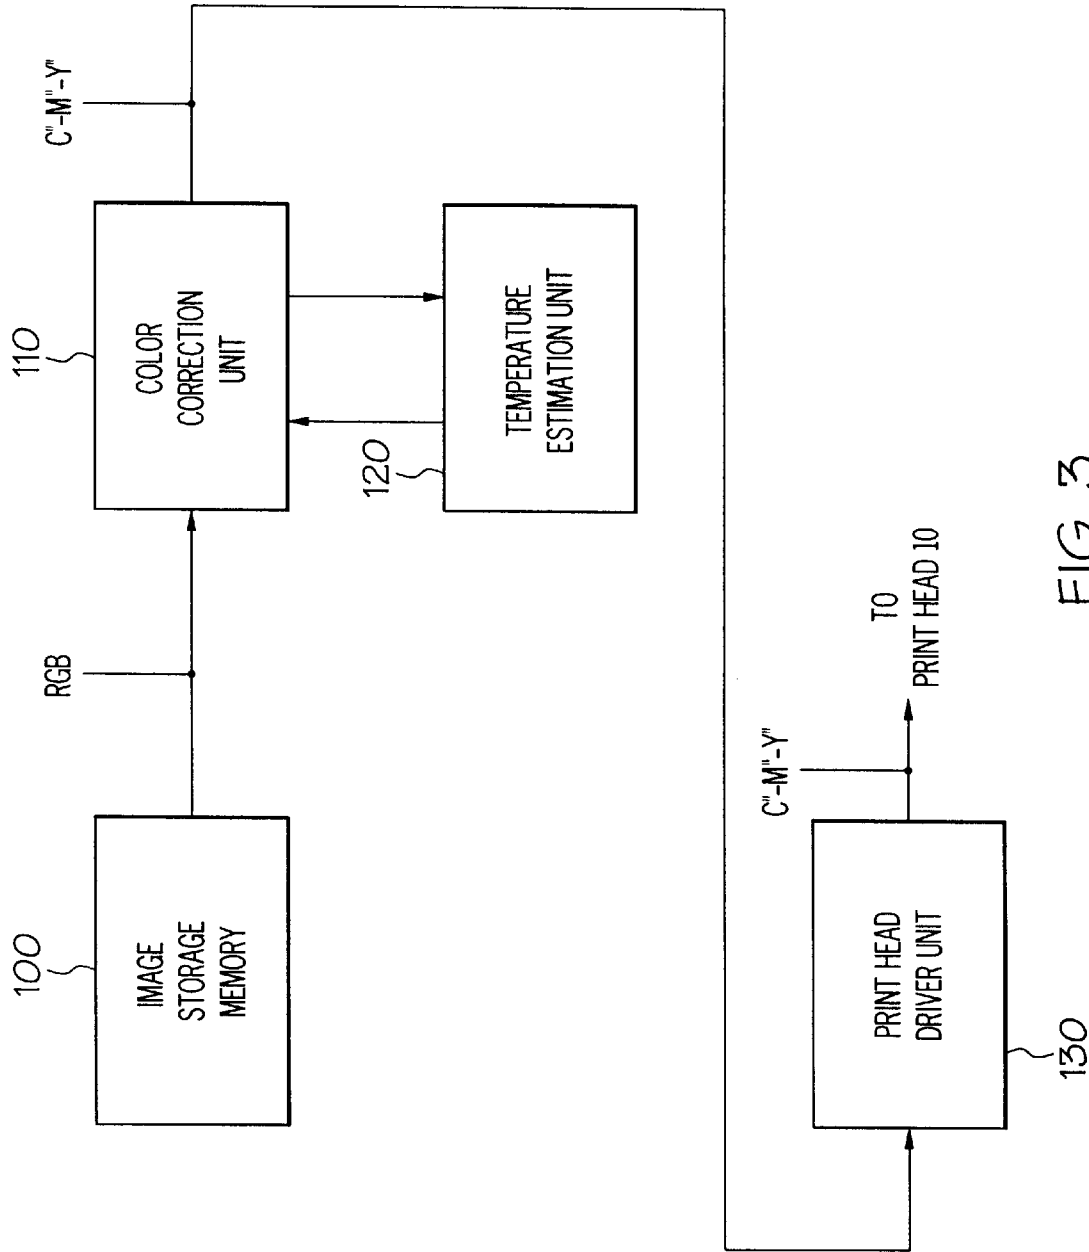 100
IMAGE
STORAGE
MEMORY
RGB
110
COLOR
CORRECTION
UNIT
C"-M"-Y"
120
TEMPERATURE
ESTIMATION UNIT
130
PRINT HEAD
DRIVER UNIT
C"-M"-Y"
TO
PRINT HEAD 10
FIG. 3